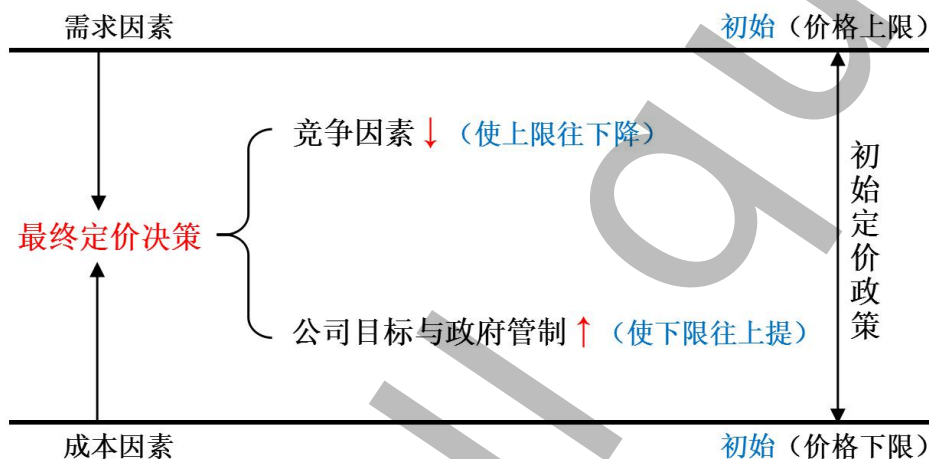 需求因素
初始（价格上限）
竞争因素↓（使上限往下降）
最终定价决策
初始定价政策
公司目标与政府管制↑（使下限往上提）
成本因素
初始（价格下限）